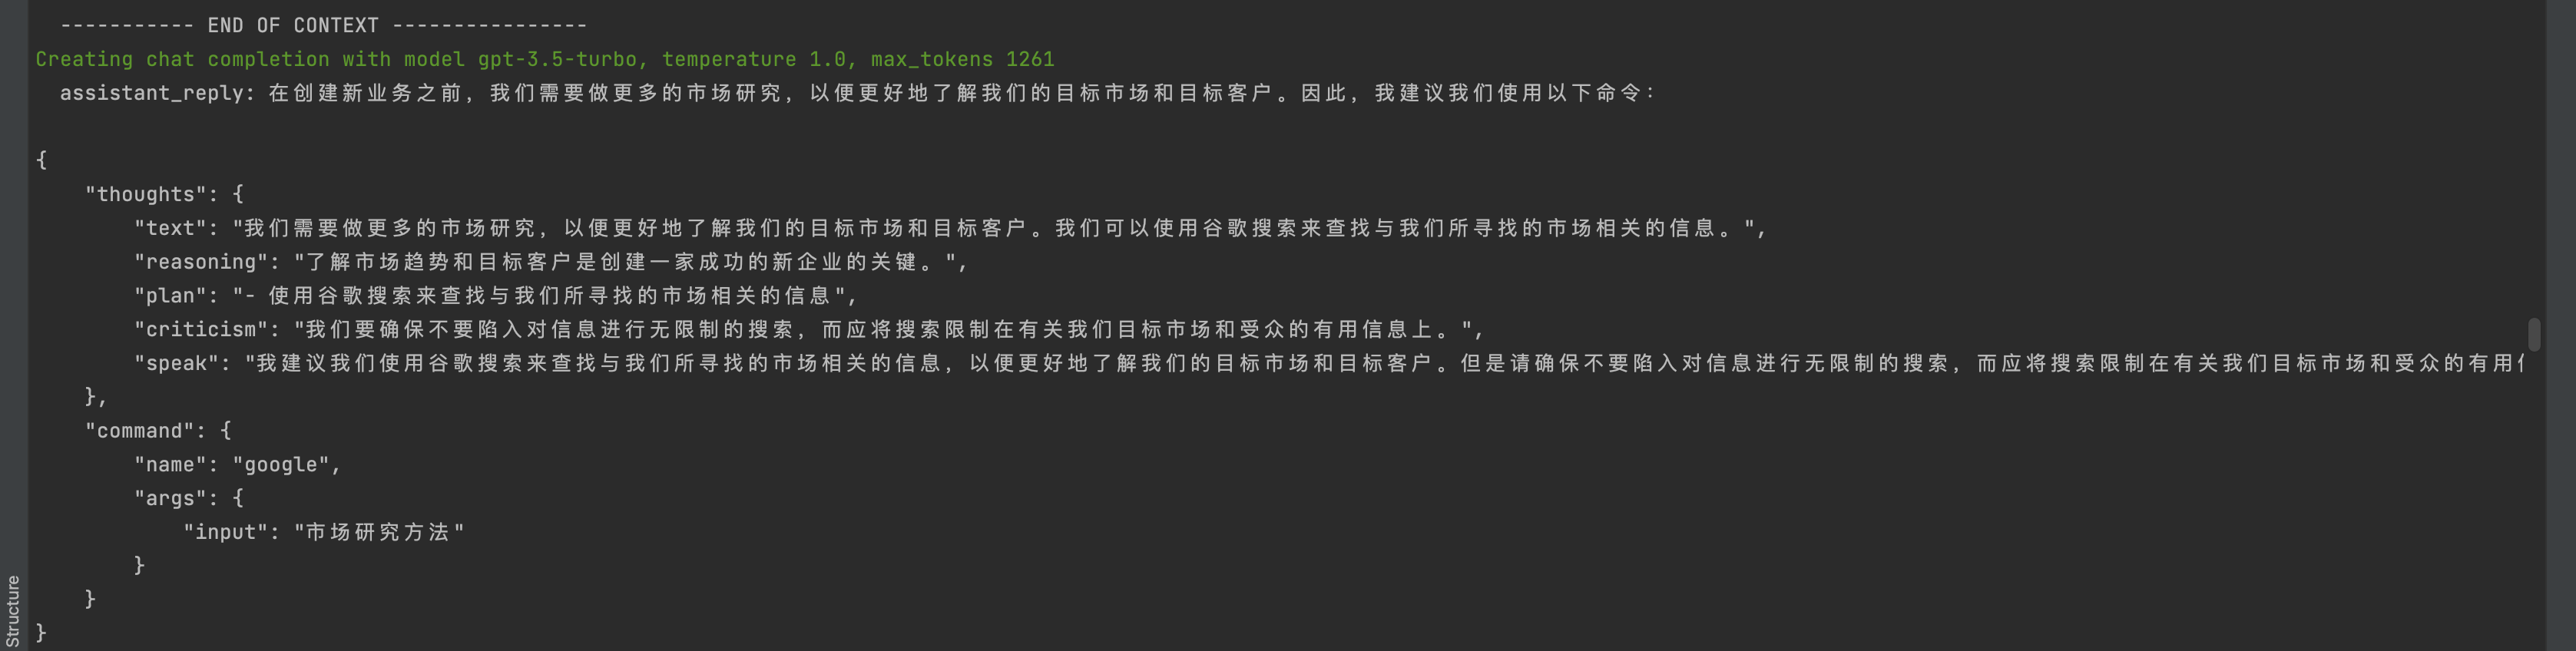 ----------- END OF CONTEXT ----------------
Creating chat completion with model gpt-3.5-turbo, temperature 1.0, max_tokens 1261
assistant_reply: 在创建新业务之前，我们需要做更多的市场研究，以便更好地了解我们的目标市场和目标客户。因此，我建议我们使用以下命令：
{
"thoughts": {
"text": "我们需要做更多的市场研究，以便更好地了解我们的目标市场和目标客户。我们可以使用谷歌搜索来查找与我们所寻找的市场相关的信息。",
"reasoning": "了解市场趋势和目标客户是创建一家成功的新企业的关键。",
"plan": "- 使用谷歌搜索来查找与我们所寻找的市场相关的信息",
"criticism": "我们要确保不要陷入对信息进行无限制的搜索，而应将搜索限制在有关我们目标市场和受众的有用信息上。",
"speak": "我建议我们使用谷歌搜索来查找与我们所寻找的市场相关的信息，以便更好地了解我们的目标市场和目标客户。但是请确保不要陷入对信息进行无限制的搜索，而应将搜索限制在有关我们目标市场和受众的有用
},
"command": {
"name": "google",
"args": {
"input": "市场研究方法"
}
}
}
Structure